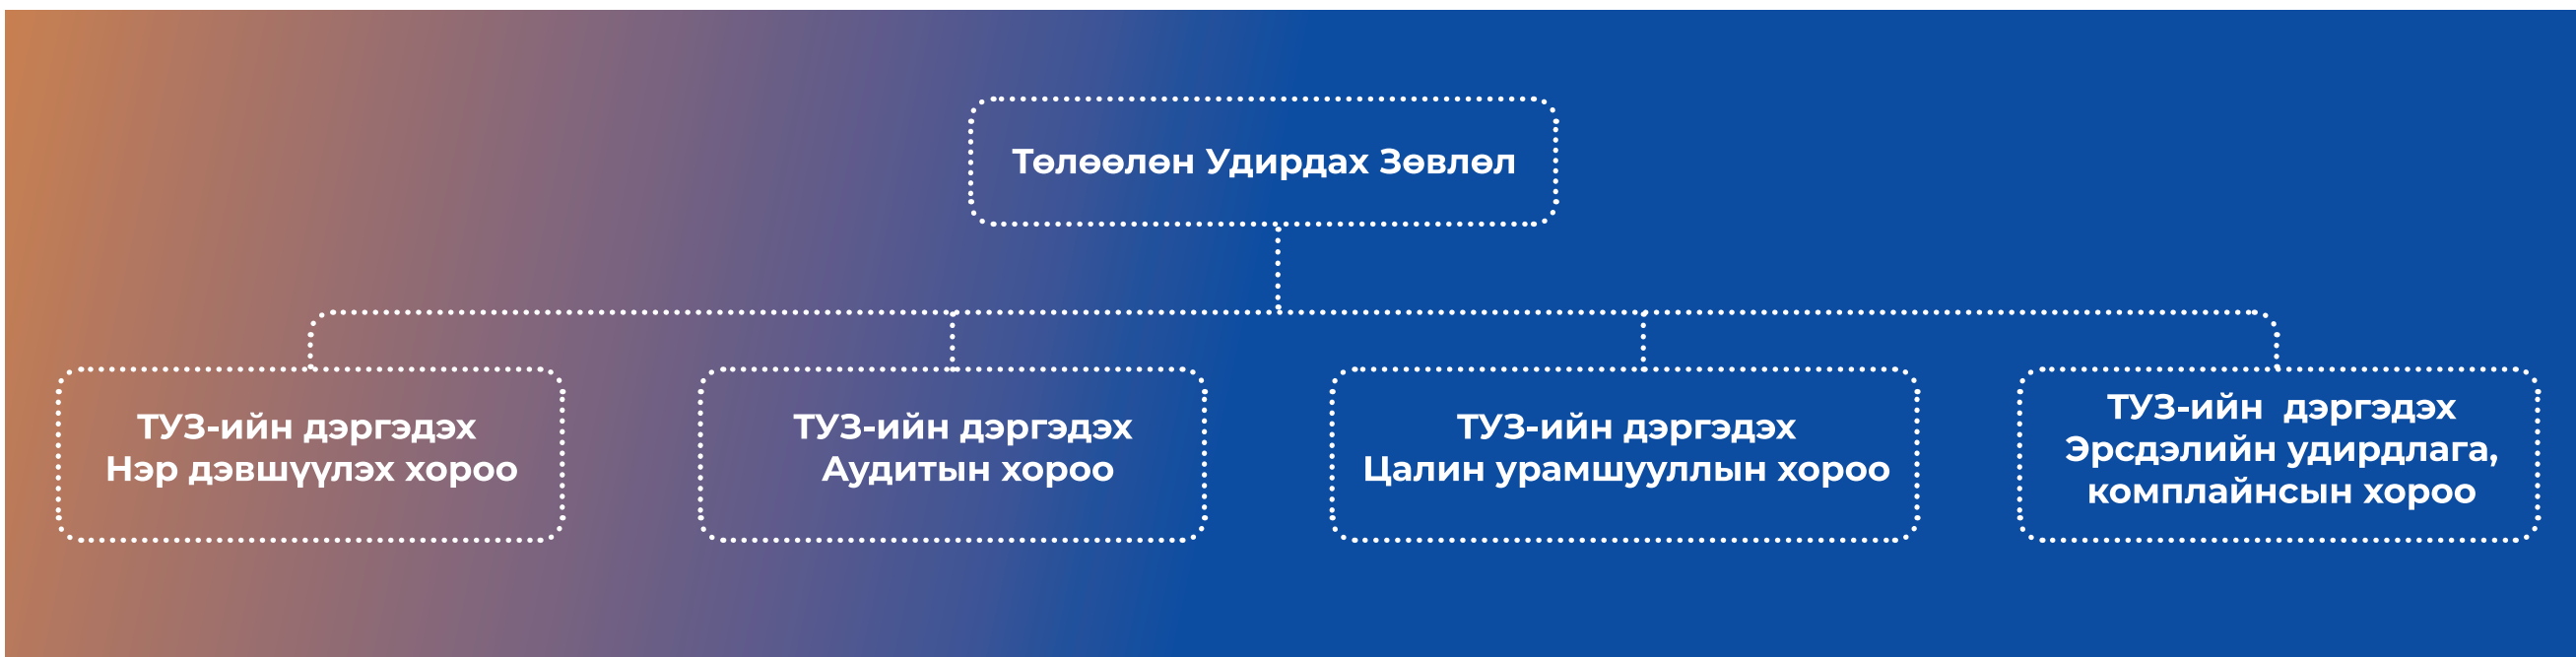 Төлөөлөн Удирдах Зөвлөл
ТУЗ-ийн дэргэдэх
Нэр дэвшүүлэх хороо
ТУЗ-ийн дэргэдэх
Аудитын хороо
ТУЗ-ийн дэргэдэх
Цалин урамшууллын хороо
ТУЗ-ийн дэргэдэх
Эрсдэлийн удирдлага,
комплайнсын хороо